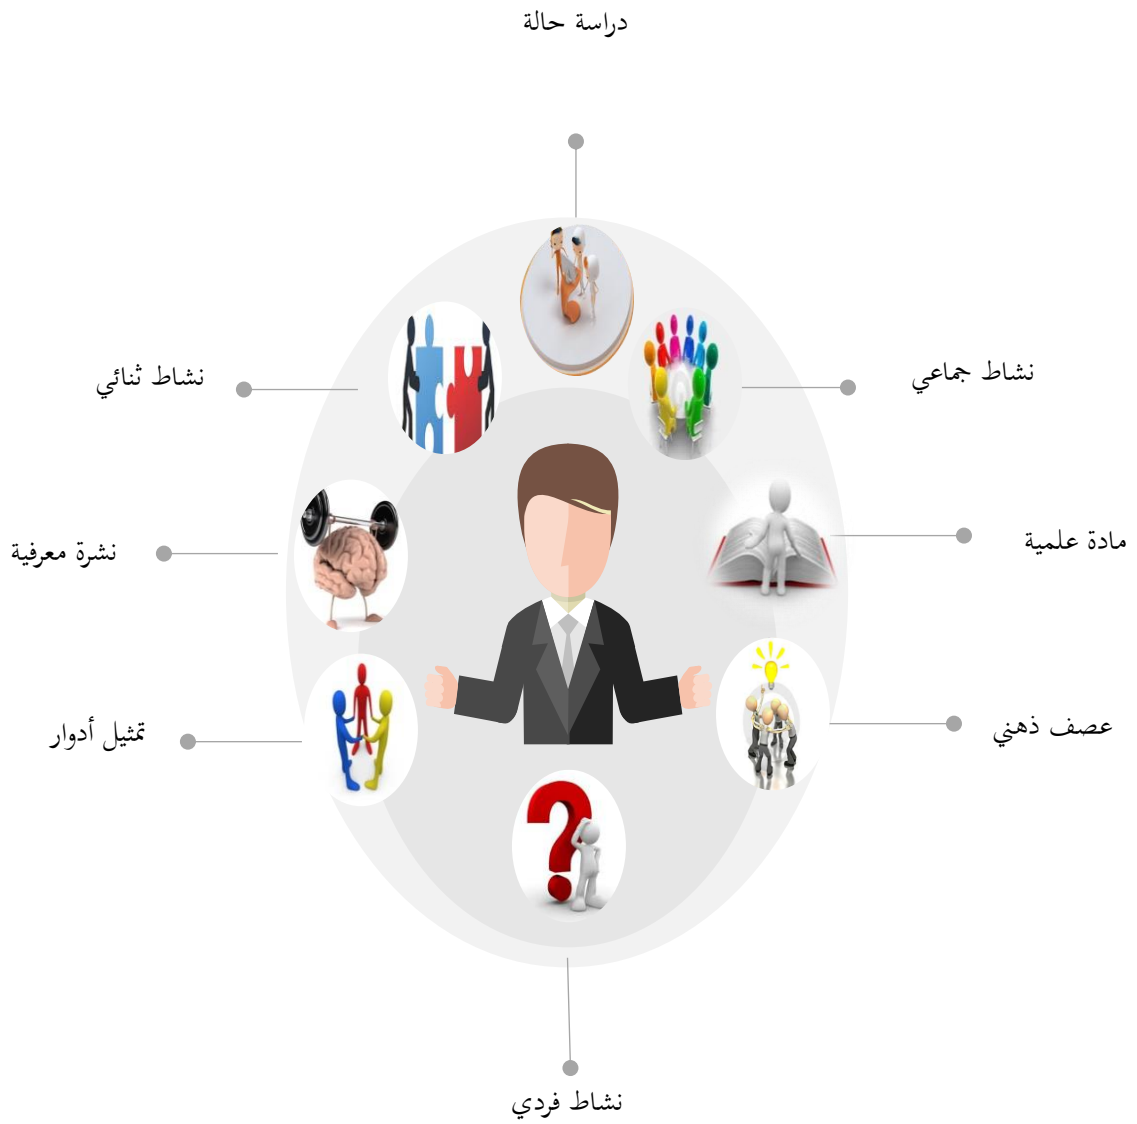 دراسة حالة
نشاط جماعي
نشاط ثنائي
مادة علمية
نشرة معرفية
عصف ذهني
تمثيل أدوار
نشاط فردي